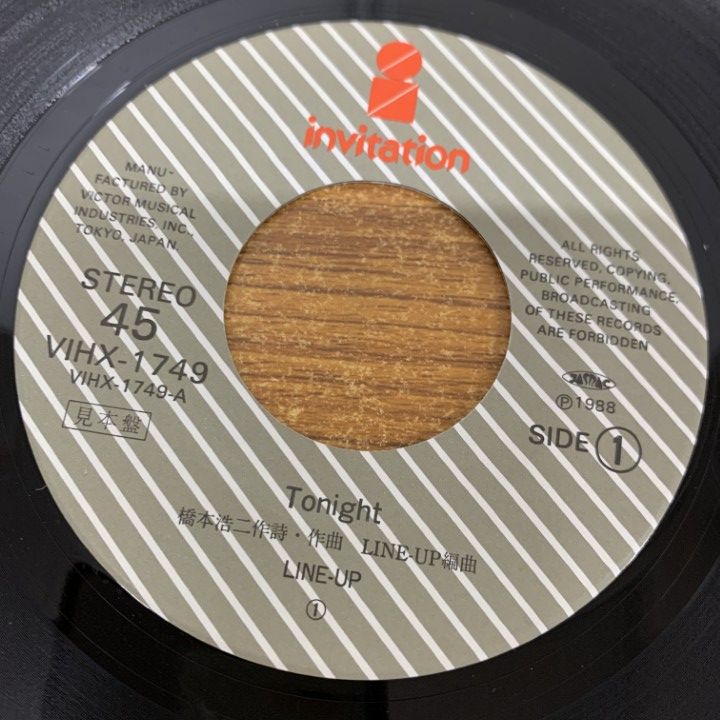 invitation
MANU-
FACTURED BY
VICTOR MUSICAL
INDUSTRIES, INC.,
TOKYO, JAPAN.
STEREO
45
VIHX-1749
VIHX-1749-A
見本盤
ALL RIGHTS
RESERVED, COPYING,
PUBLIC PERFORMANCE,
BROADCASTING
OF THESE RECORDS
ARE FORBIDDEN
JASRAC
Ⓟ1988
SIDE ①
Tonight
橋本浩二作詩・作曲 LINE-UP編曲
LINE-UP
①